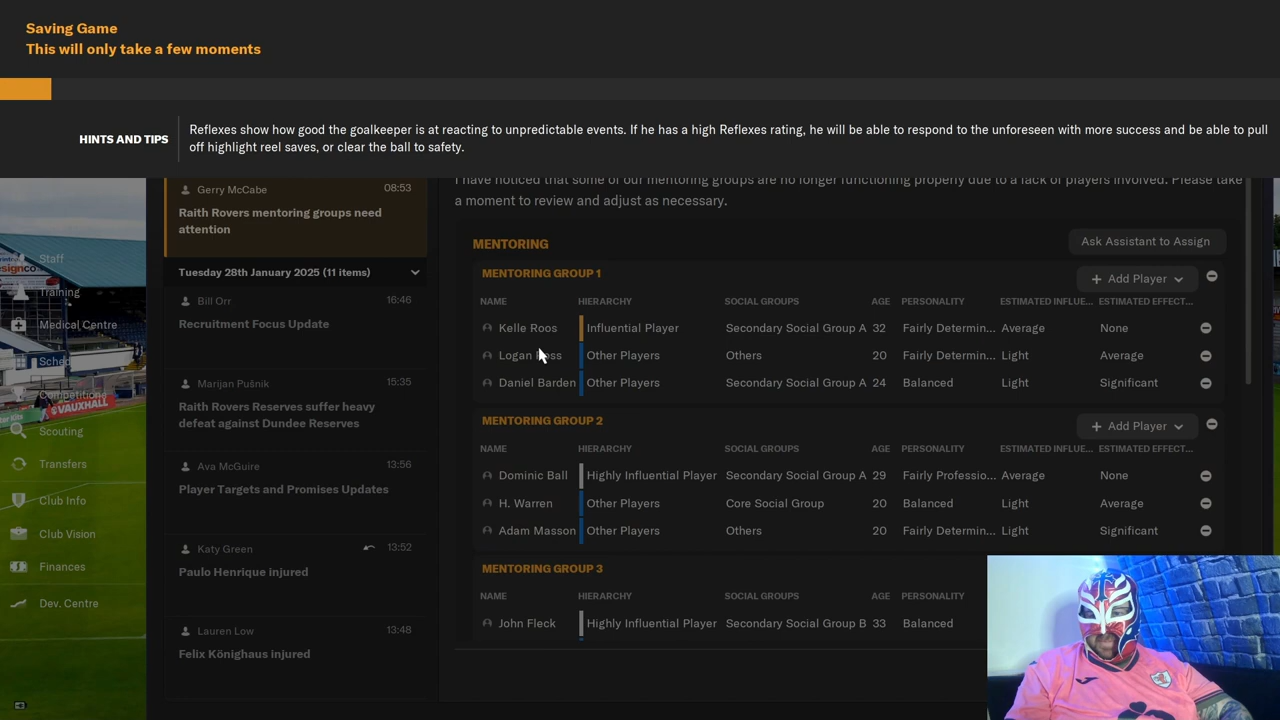 Saving Game
This will only take a few moments
HINTS AND TIPS
Reflexes show how good the goalkeeper is at reacting to unpredictable events. If he has a high Reflexes rating, he will be able to respond to the unforeseen with more success and be able to pull
off highlight reel saves, or clear the ball to safety.
Staff
Training
Medical Centre
Sched
Competitions
Scouting
Transfers
Club Info
Club Vision
Finances
Dev. Centre
VAUXHALL
Gerry McCabe 08:53
Raith Rovers mentoring groups need
attention
Tuesday 28th January 2025 (11 items)
Bill Orr 16:46
Recruitment Focus Update
Marijan Pušnik 15:35
Raith Rovers Reserves suffer heavy
defeat against Dundee Reserves
Ava McGuire 13:56
Player Targets and Promises Updates
Katy Green 13:52
Paulo Henrique injured
Lauren Low 13:48
Felix Könighaus injured
I have noticed that some of our mentoring groups are no longer functioning properly due to a lack of players involved. Please take
a moment to review and adjust as necessary.
MENTORING Ask Assistant to Assign
MENTORING GROUP 1 + Add Player
NAME HIERARCHY SOCIAL GROUPS AGE PERSONALITY ESTIMATED INFLUE... ESTIMATED EFFECT...
Kelle Roos Influential Player Secondary Social Group A 32 Fairly Determin... Average None
Logan Ross Other Players Others 20 Fairly Determin... Light Average
Daniel Barden Other Players Secondary Social Group A 24 Balanced Light Significant
MENTORING GROUP 2 + Add Player
NAME HIERARCHY SOCIAL GROUPS AGE PERSONALITY ESTIMATED INFLUE... ESTIMATED EFFECT...
Dominic Ball Highly Influential Player Secondary Social Group A 29 Fairly Professio... Average None
H. Warren Other Players Core Social Group 20 Balanced Light Average
Adam Masson Other Players Others 20 Fairly Determin... Light Significant
MENTORING GROUP 3
NAME HIERARCHY SOCIAL GROUPS AGE PERSONALITY
John Fleck Highly Influential Player Secondary Social Group B 33 Balanced